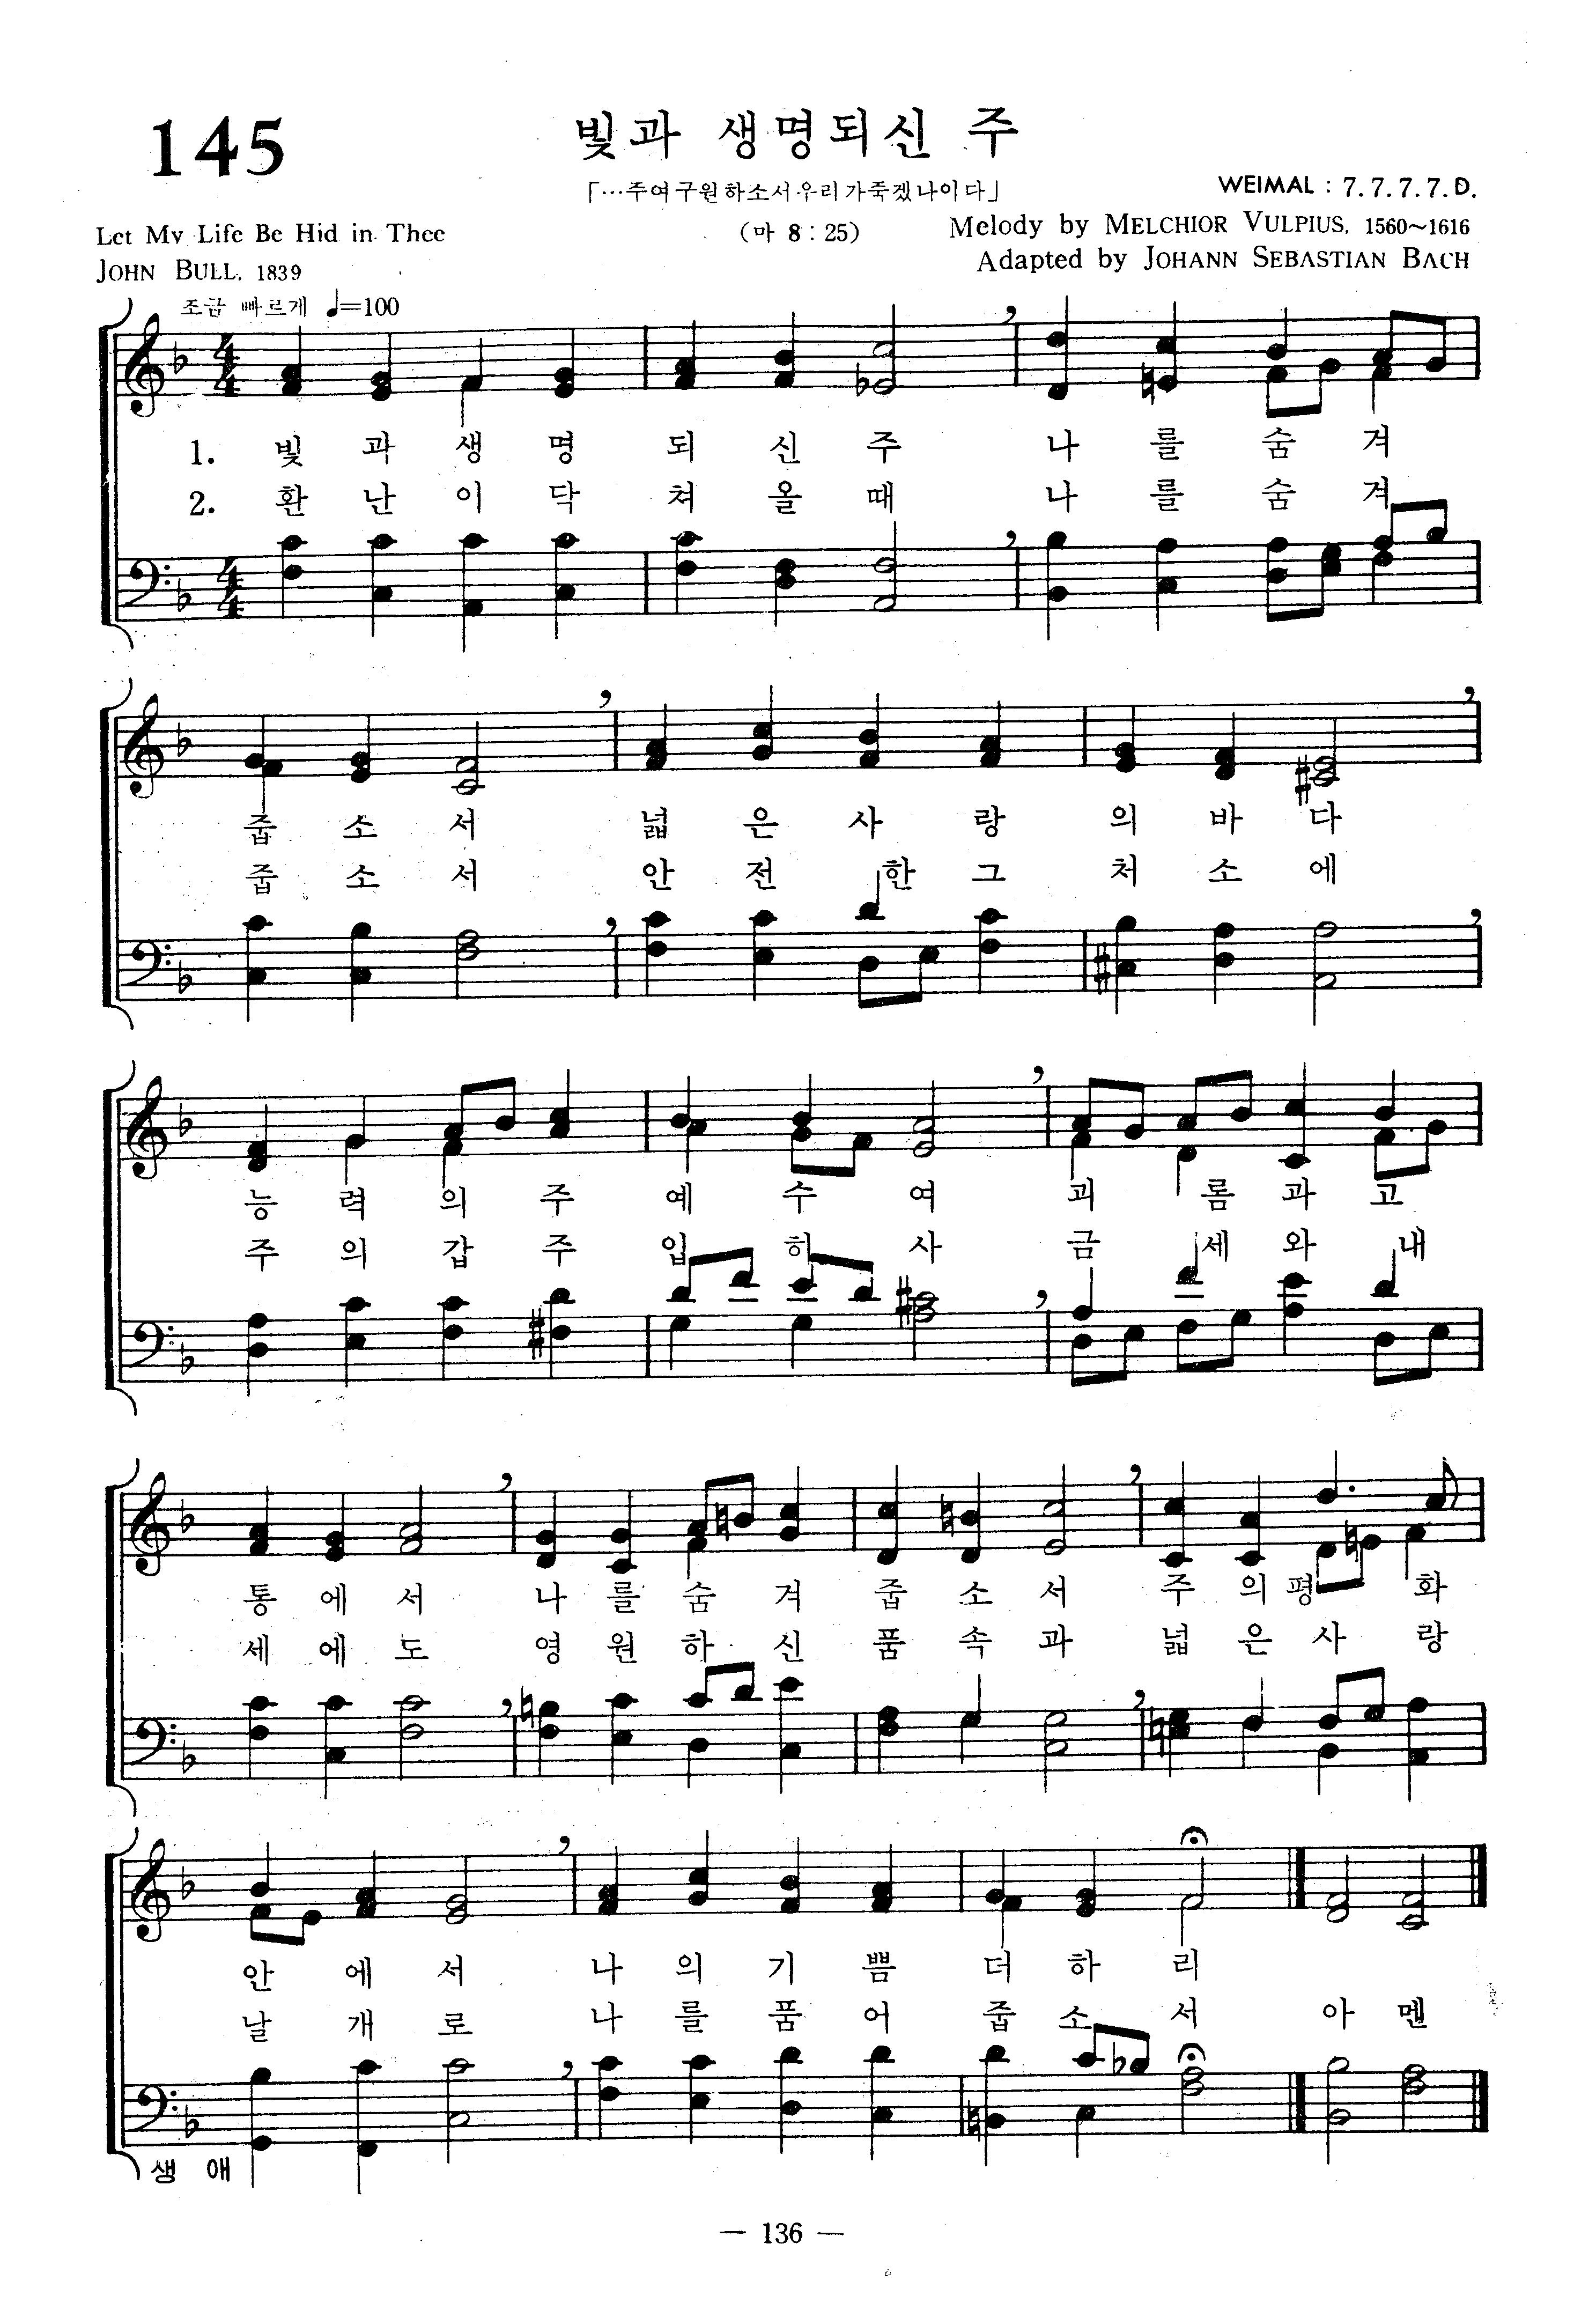 145
빛과 생명되신 주
「…주여 구원하소서 우리가 죽겠나이다」
WEIMAL : 7.7.7.7.D.
Let My Life Be Hid in Thee
(마 8 : 25)
Melody by MELCHIOR VULPIUS, 1560~1616
JOHN BULL, 1839
Adapted by JOHANN SEBASTIAN BACH
조금 빠르게 ♩=100
1. 빛 과 생 명 되 신 주 나 를 숨 겨
2. 환 난 이 닥 쳐 올 때 나 를 숨 겨
줍 소 서 넓 은 사 랑 의 바 다
줍 소 서 안 전 한 그 처 소 에
능 력 의 주 예 수 여 괴 롬 과 고
주 의 갑 주 입 히 사 금 세 와 내
통 에 서 나 를 숨 겨 줍 소 서 주 의 평 화
세 에 도 영 원 하 신 품 속 과 넓 은 사 랑
안 에 서 나 의 기 쁨 더 하 리
날 개 로 나 를 품 어 줍 소 서 아 멘
생 애
— 136 —